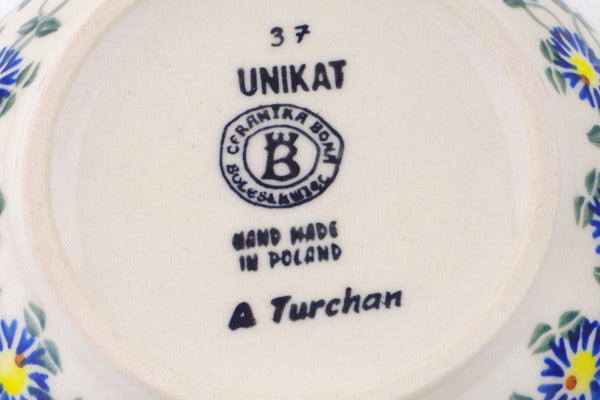 37
UNIKAT
CERAMIKA BONA
B
BOLESŁAWIEC
HAND MADE
IN POLAND
A Turchan